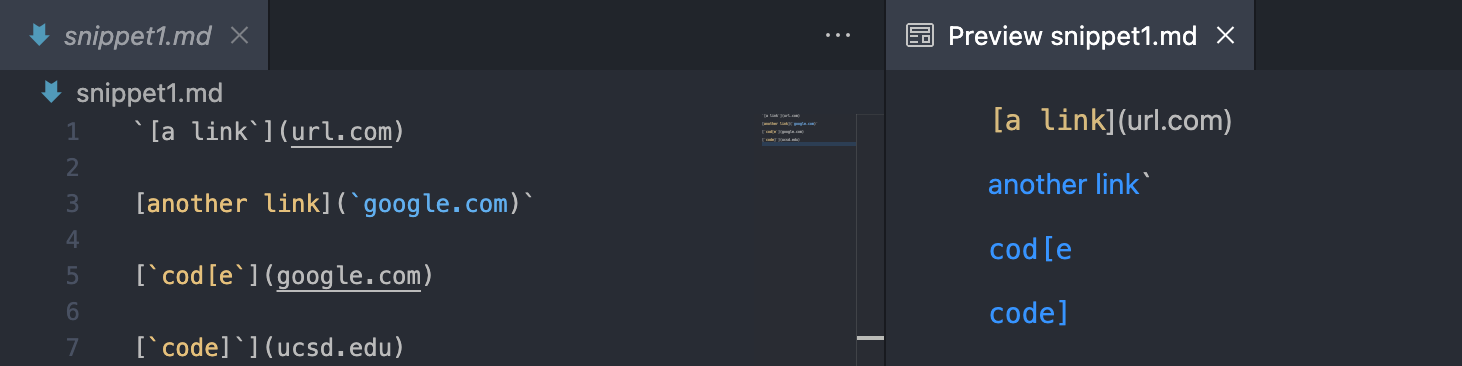 snippet1.md
Preview snippet1.md
snippet1.md
1 `[a link`](url.com)
2
3 [another link](`google.com)`
4
5 [`cod[e`](google.com)
6
7 [`code]`](ucsd.edu)
[a link](url.com)
another link`
cod[e
code]